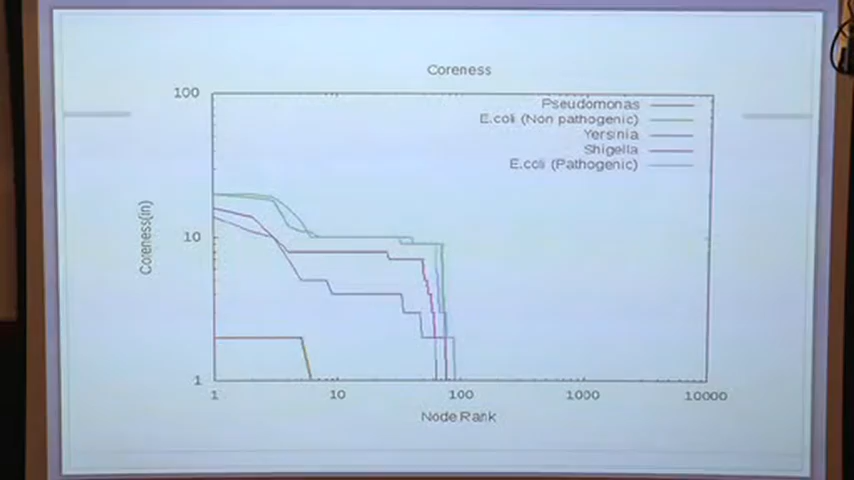 Coreness
100
Pseudomonas
E.coli (Non pathogenic)
Yersinia
Shigella
E.coli (Pathogenic)
Coreness(in)
10
1
1 10 100 1000 10000
Node Rank